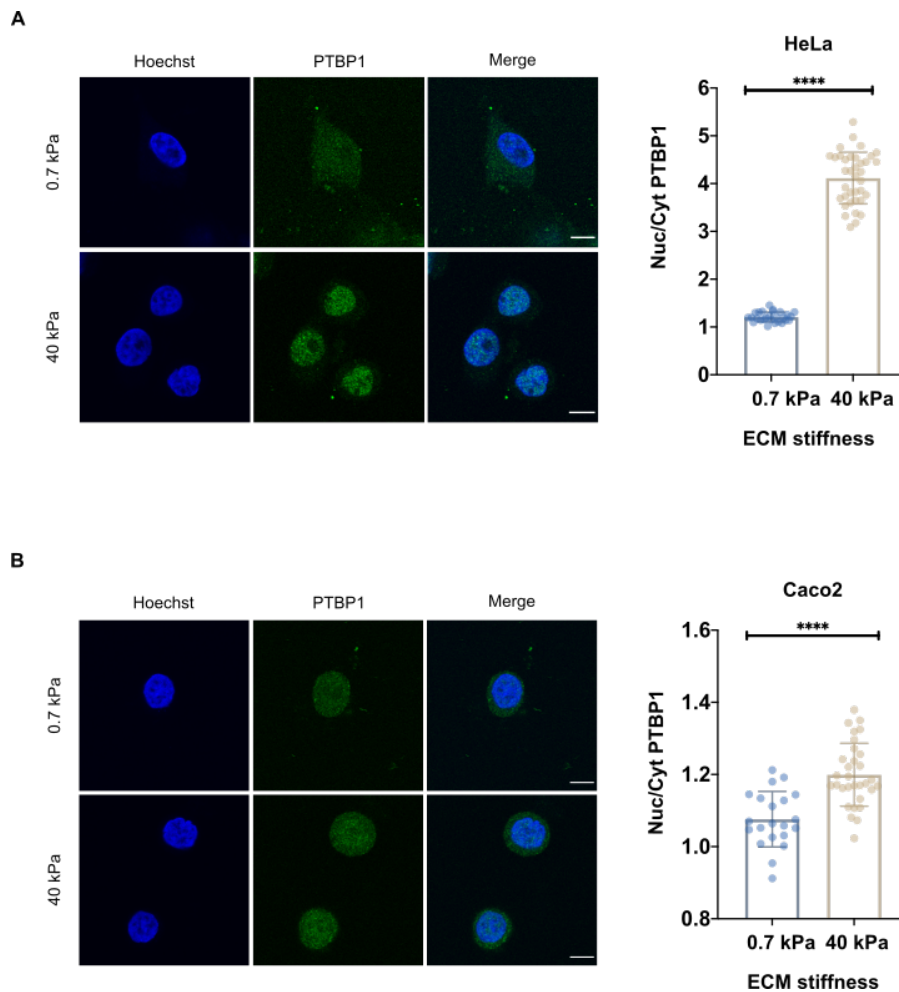 A
Hoechst PTBP1 Merge
0.7 kPa
40 kPa
HeLa
****
Nuc/Cyt PTBP1
6
5
4
3
2
1
0
0.7 kPa 40 kPa
ECM stiffness
B
Hoechst PTBP1 Merge
0.7 kPa
40 kPa
Caco2
****
Nuc/Cyt PTBP1
1.6
1.4
1.2
1.0
0.8
0.7 kPa 40 kPa
ECM stiffness